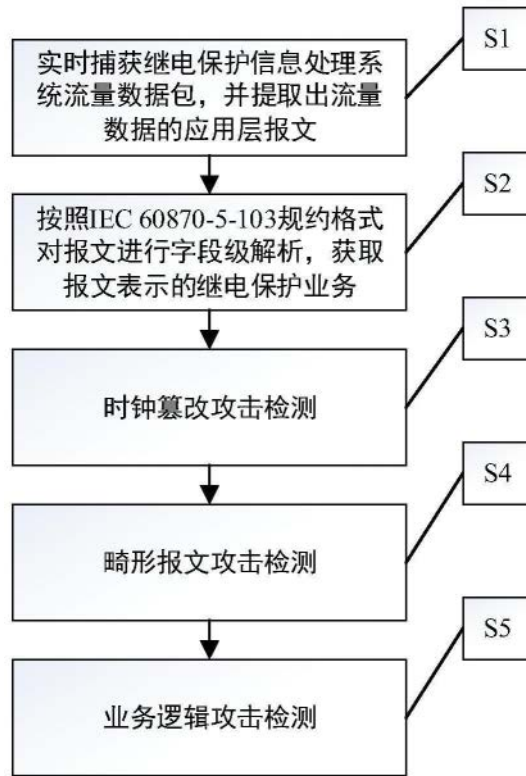 S1
实时捕获继电保护信息处理系
统流量数据包，并提取出流量
数据的应用层报文
S2
按照IEC 60870-5-103规约格式
对报文进行字段级解析，获取
报文表示的继电保护业务
S3
时钟篡改攻击检测
S4
畸形报文攻击检测
S5
业务逻辑攻击检测